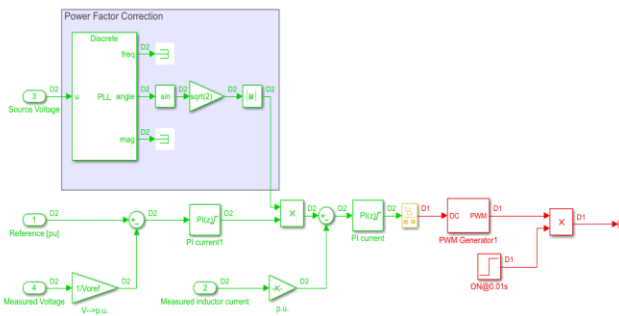 Power Factor Correction
Discrete
freq D2
3 D2 u PLL angle D2 sin D2 sqrt(2) D2 |u| D2
Source Voltage
mag D2
1 D2 +_ D2 PI(z) D2 × D2 +_ D2 PI(z) D2 D1 DC PWM D1 × D1
Reference [pu]
PI current1
PI current
PWM Generator1
4 D2 1/Voref D2
2 D2 -K- D2
D1
Measured Voltage
V-->p.u.
Measured inductor current
p.u.
ON@0.01s